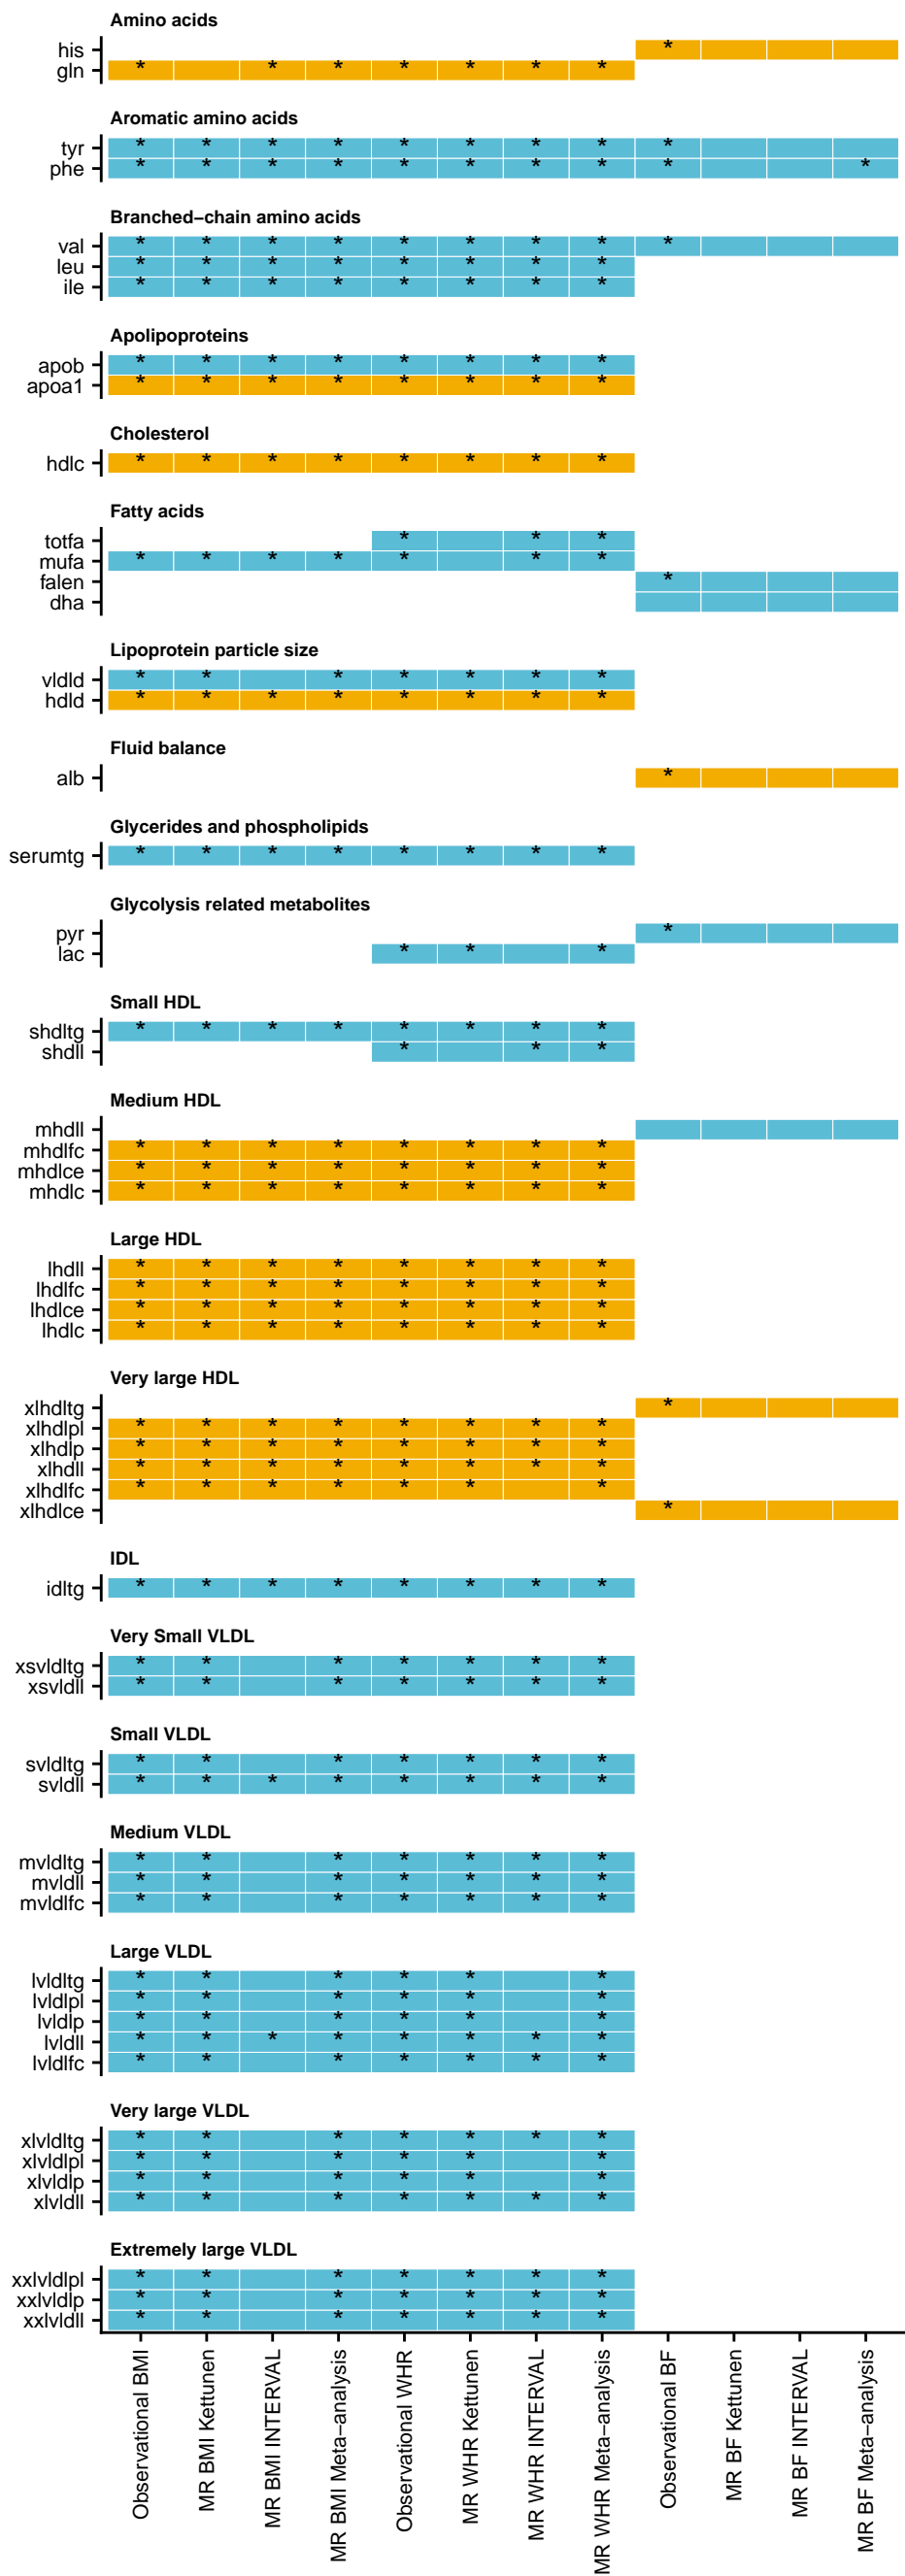 Amino acids
his * 
gln * * * * * * *
Aromatic amino acids
tyr * * * * * * * * *
phe * * * * * * * * * *
Branched−chain amino acids
val * * * * * * * * *
leu * * * * * * * *
ile * * * * * * * *
Apolipoproteins
apob * * * * * * * *
apoa1 * * * * * * * *
Cholesterol
hdlc * * * * * * * *
Fatty acids
totfa * * *
mufa * * * * * * *
falen *
dha
Lipoprotein particle size
vldld * * * * * * *
hdld * * * * * * * *
Fluid balance
alb *
Glycerides and phospholipids
serumtg * * * * * * * *
Glycolysis related metabolites
pyr *
lac * * *
Small HDL
shdltg * * * * * * * *
shdll * * *
Medium HDL
mhdll
mhdlfc * * * * * * * *
mhdlce * * * * * * * *
mhdlc * * * * * * * *
Large HDL
lhdll * * * * * * * *
lhdlfc * * * * * * * *
lhdlce * * * * * * * *
lhdlc * * * * * * * *
Very large HDL
xlhdltg *
xlhdlpl * * * * * * * *
xlhdlp * * * * * * * *
xlhdll * * * * * * * *
xlhdlfc * * * * * * *
xlhdlce *
IDL
idltg * * * * * * * *
Very Small VLDL
xsvldltg * * * * * * *
xsvldll * * * * * * *
Small VLDL
svldltg * * * * * * *
svldll * * * * * * * *
Medium VLDL
mvldltg * * * * * * *
mvldll * * * * * * *
mvldlfc * * * * * * *
Large VLDL
lvldltg * * * * * *
lvldlpl * * * * * *
lvldlp * * * * * *
lvldll * * * * * * * *
lvldlfc * * * * * *
Very large VLDL
xlvldltg * * * * * * *
xlvldlpl * * * * * *
xlvldlp * * * * * *
xlvldll * * * * * * *
Extremely large VLDL
xxlvldlpl * * * * * * *
xxlvldlp * * * * * * *
xxlvldll * * * * * * *
Observational BMI
MR BMI Kettunen
MR BMI INTERVAL
MR BMI Meta−analysis
Observational WHR
MR WHR Kettunen
MR WHR INTERVAL
MR WHR Meta−analysis
Observational BF
MR BF Kettunen
MR BF INTERVAL
MR BF Meta−analysis